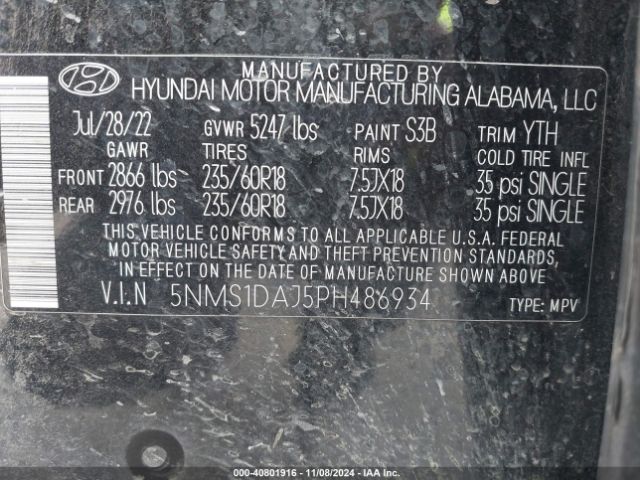 MANUFACTURED BY
HYUNDAI MOTOR MANUFACTURING ALABAMA, LLC
Jul/28/22 GVWR 5247 lbs PAINT S3B TRIM YTH
GAWR TIRES RIMS COLD TIRE INFL
FRONT 2866 lbs 235/60R18 7.5JX18 35 psi SINGLE
REAR 2976 lbs 235/60R18 7.5JX18 35 psi SINGLE
THIS VEHICLE CONFORMS TO ALL APPLICABLE U.S.A. FEDERAL
MOTOR VEHICLE SAFETY AND THEFT PREVENTION STANDARDS
IN EFFECT ON THE DATE OF MANUFACTURE SHOWN ABOVE.
V.I.N 5NMS1DAJ5PH486934 TYPE: MPV
000-40801916 - 11/08/2024 - IAA Inc.